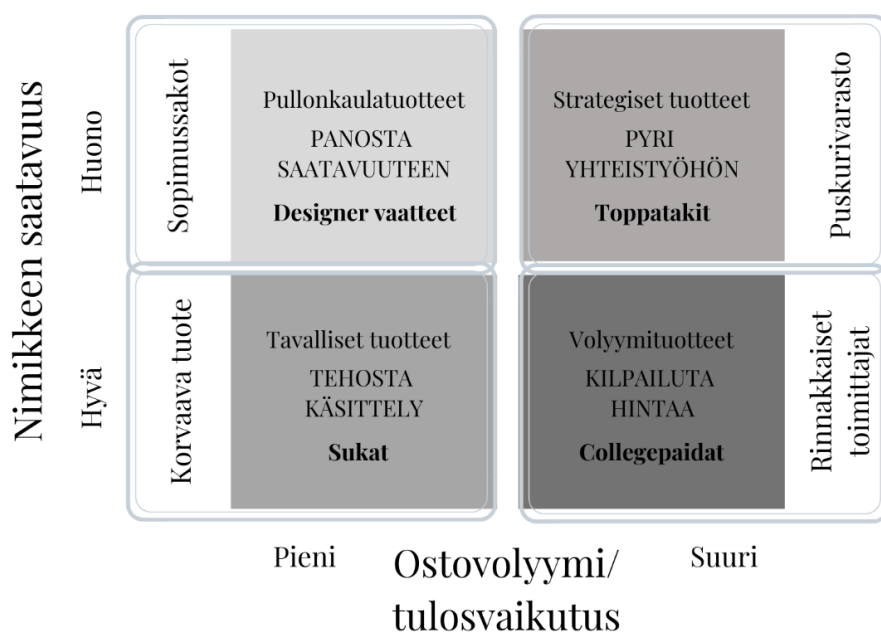 Nimikkeen saatavuus
Huono
Hyvä
Sopimussakot
Pullonkaulatuotteet
PANOSTA
SAATAVUUTEEN
Designer vaatteet
Strategiset tuotteet
PYRI
YHTEISTYÖHÖN
Toppatakit
Puskurivarasto
Korvaava tuote
Tavalliset tuotteet
TEHOSTA
KÄSITTELY
Sukat
Volyymituotteet
KILPAILUTA
HINTAA
Collegepaidat
Rinnakkaiset
toimittajat
Pieni
Ostovolyymi/
tulosvaikutus
Suuri